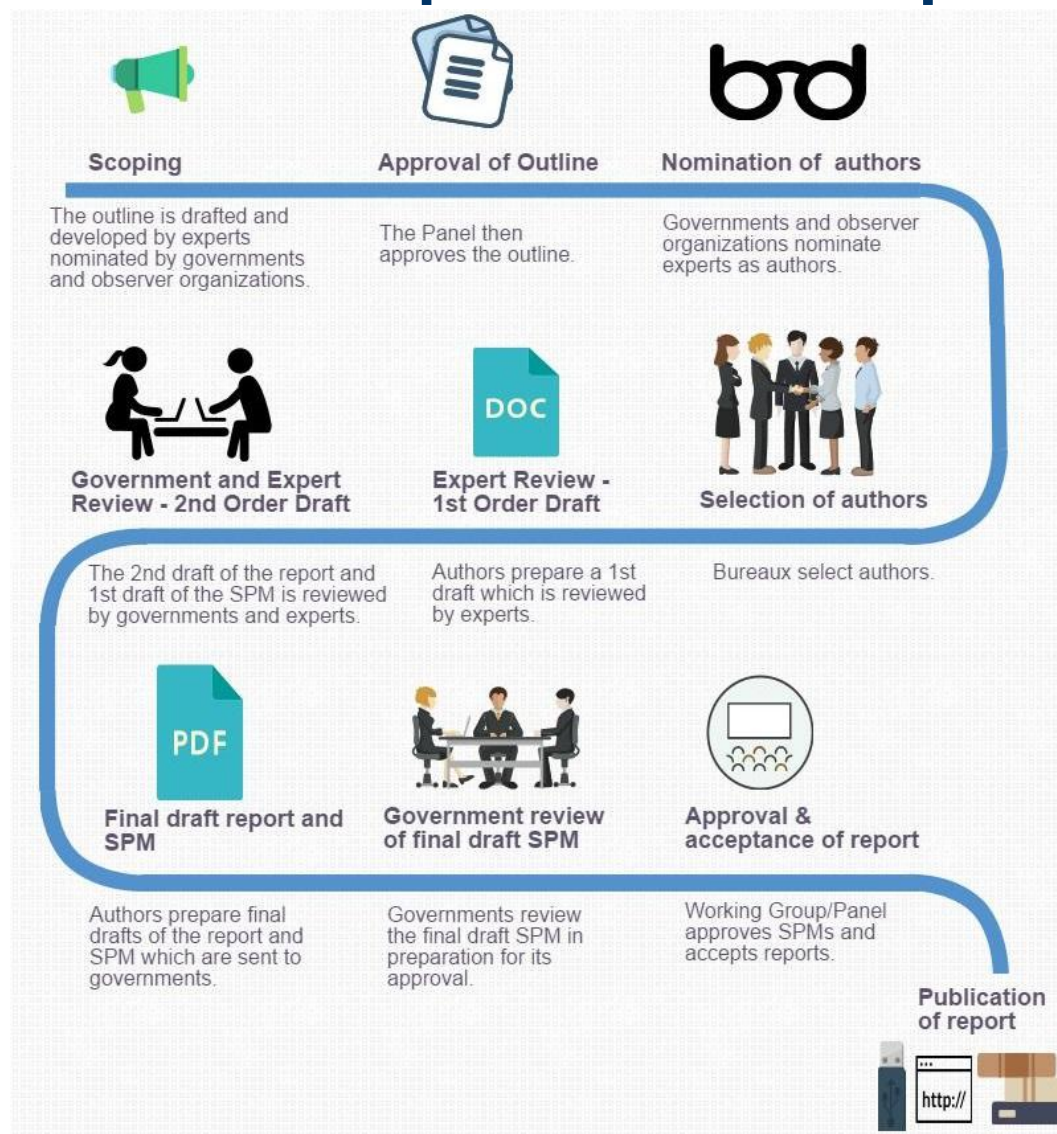 Scoping
The outline is drafted and
developed by experts
nominated by governments
and observer organizations.
Approval of Outline
The Panel then
approves the outline.
Nomination of authors
Governments and observer
organizations nominate
experts as authors.
Selection of authors
Bureaux select authors.
DOC
Expert Review -
1st Order Draft
Authors prepare a 1st
draft which is reviewed
by experts.
Government and Expert
Review - 2nd Order Draft
The 2nd draft of the report and
1st draft of the SPM is reviewed
by governments and experts.
PDF
Final draft report and
SPM
Authors prepare final
drafts of the report and
SPM which are sent to
governments.
Government review
of final draft SPM
Governments review
the final draft SPM in
preparation for its
approval.
Approval &
acceptance of report
Working Group/Panel
approves SPMs and
accepts reports.
Publication
of report
http://